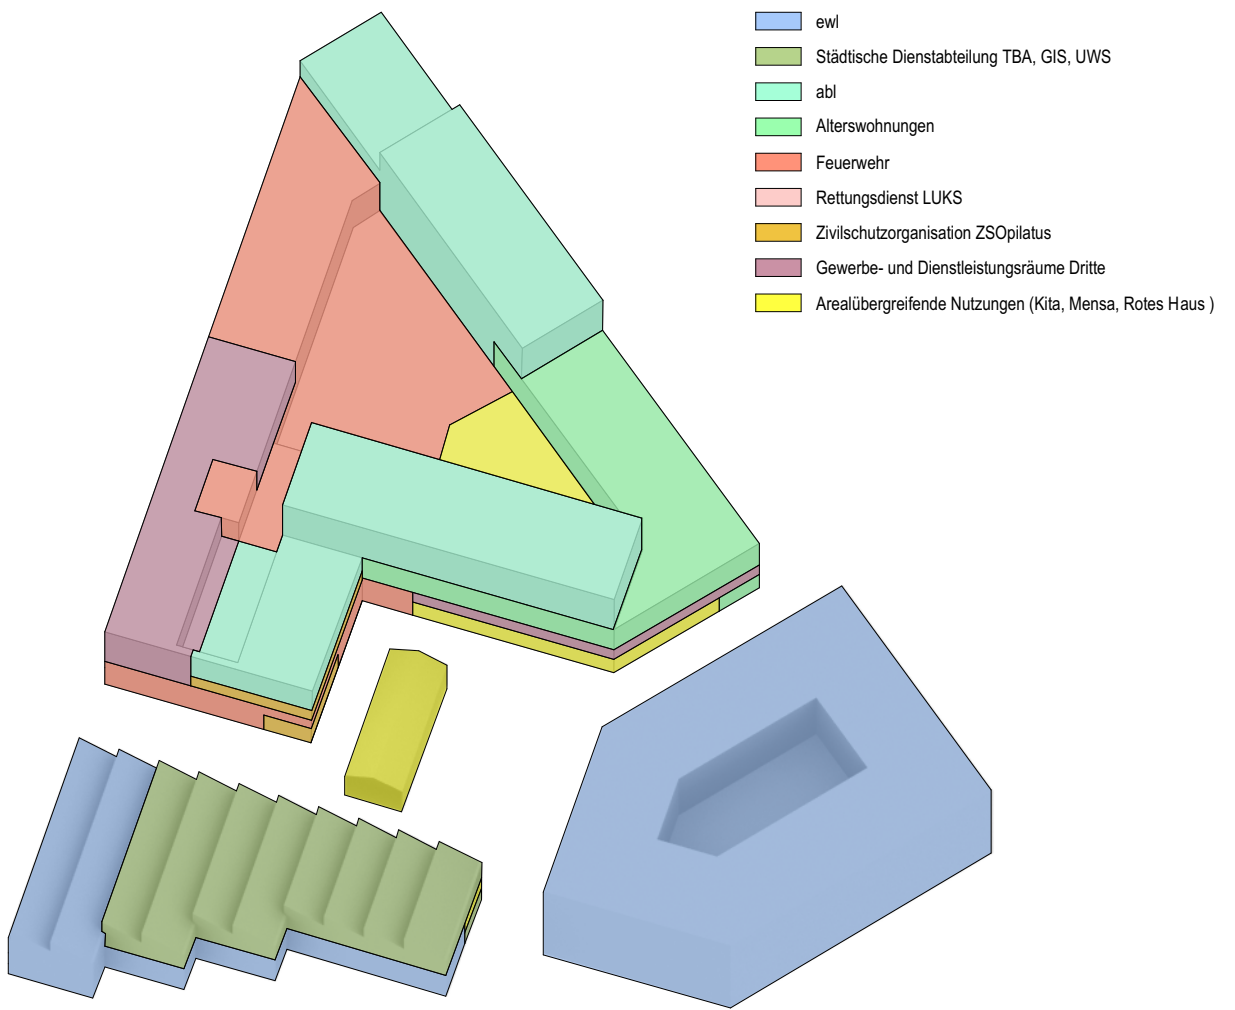 ewl
Städtische Dienstabteilung TBA, GIS, UWS
abl
Alterswohnungen
Feuerwehr
Rettungsdienst LUKS
Zivilschutzorganisation ZSOpilatus
Gewerbe- und Dienstleistungsräume Dritte
Arealübergreifende Nutzungen (Kita, Mensa, Rotes Haus )